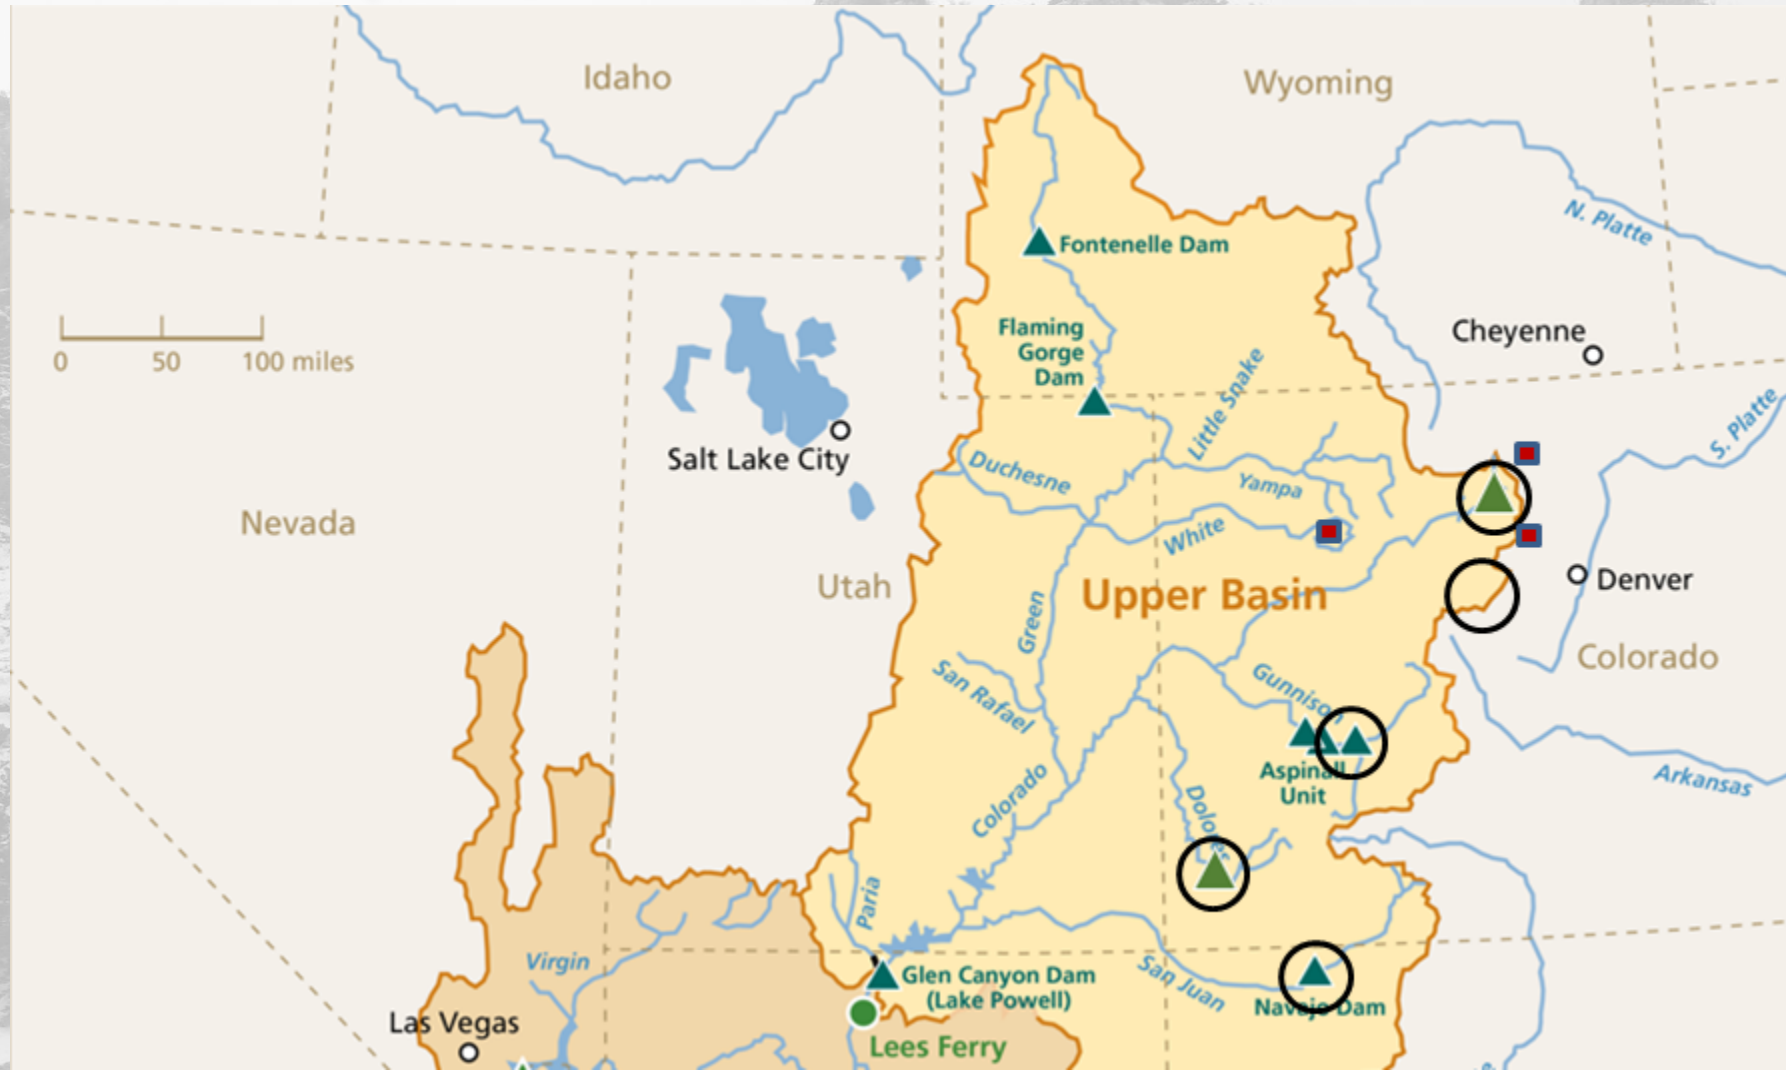 Idaho
Wyoming
N. Platte
Fontenelle Dam
Flaming
Gorge
Dam
Cheyenne
0 50 100 miles
Little Snake
S. Platte
Salt Lake City
Duchesne
Yampa
Nevada
White
Utah
Upper Basin
Denver
Green
Colorado
San Rafael
Gunnison
Aspinall
Unit
Arkansas
Colorado
Dolores
Paria
Virgin
San Juan
Glen Canyon Dam
(Lake Powell)
Navajo Dam
Las Vegas
Lees Ferry